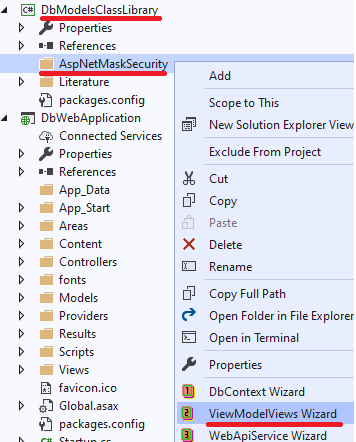 DbModelsClassLibrary
Properties
References
AspNetMaskSecurity
Literature
packages.config
DbWebApplication
Connected Services
Properties
References
App_Data
App_Start
Areas
Content
Controllers
fonts
Models
Providers
Results
Scripts
Views
favicon.ico
Global.asax
packages.config
Add
Scope to This
New Solution Explorer View
Exclude From Project
Cut
Copy
Paste
Delete
Rename
Copy Full Path
Open Folder in File Explorer
Open in Terminal
Properties
DbContext Wizard
ViewModelViews Wizard
WebApiService Wizard